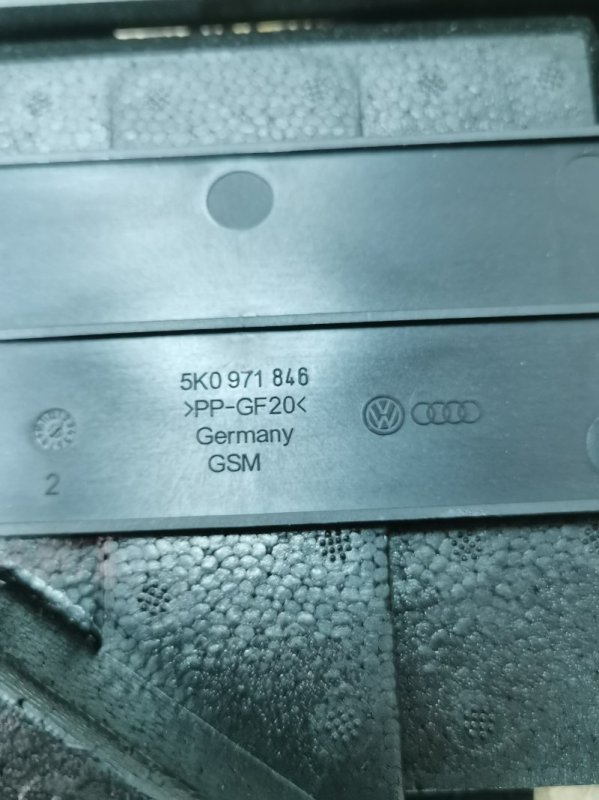 5K0 971 846
>PP-GF20<
Germany
GSM
2